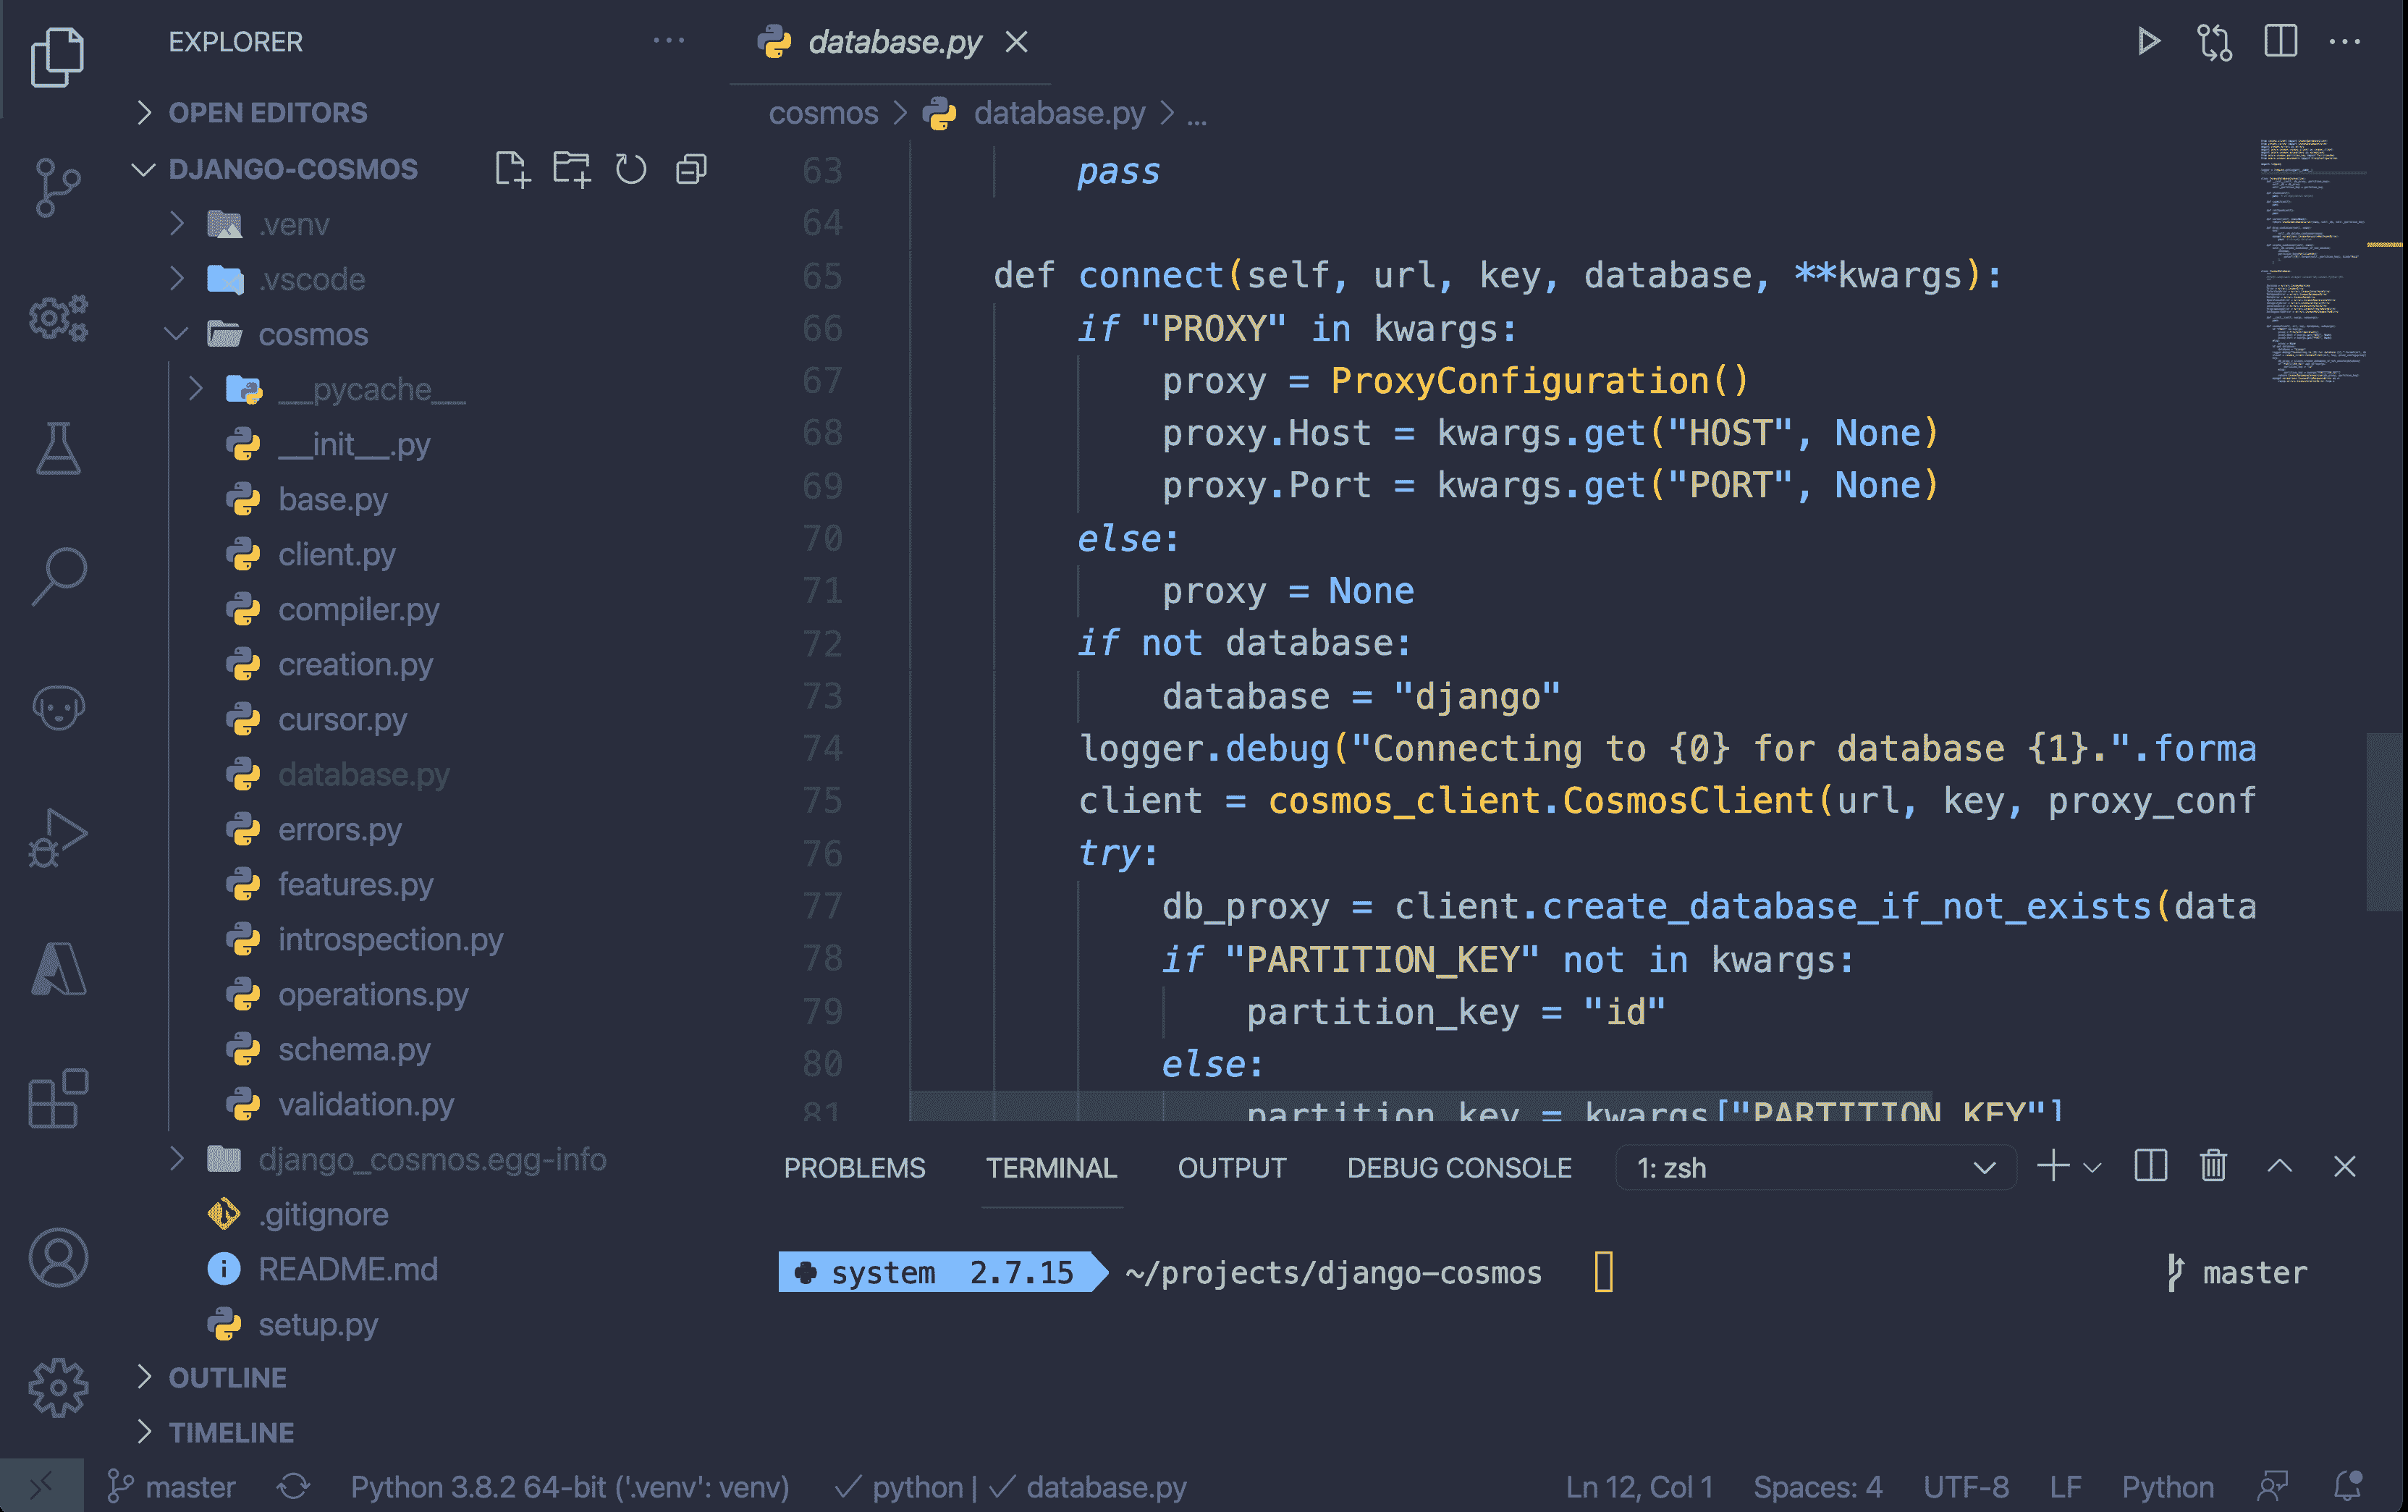 EXPLORER
OPEN EDITORS
DJANGO-COSMOS
.venv
.vscode
cosmos
__pycache__
__init__.py
base.py
client.py
compiler.py
creation.py
cursor.py
database.py
errors.py
features.py
introspection.py
operations.py
schema.py
validation.py
django_cosmos.egg-info
.gitignore
README.md
setup.py
OUTLINE
TIMELINE
database.py
cosmos > database.py > ...
63 pass
64
65 def connect(self, url, key, database, **kwargs):
66 if "PROXY" in kwargs:
67 proxy = ProxyConfiguration()
68 proxy.Host = kwargs.get("HOST", None)
69 proxy.Port = kwargs.get("PORT", None)
70 else:
71 proxy = None
72 if not database:
73 database = "django"
74 logger.debug("Connecting to {0} for database {1}.".forma
75 client = cosmos_client.CosmosClient(url, key, proxy_conf
76 try:
77 db_proxy = client.create_database_if_not_exists(data
78 if "PARTITION_KEY" not in kwargs:
79 partition_key = "id"
80 else:
81 partition_key = kwargs["PARTITION_KEY"]
PROBLEMS TERMINAL OUTPUT DEBUG CONSOLE 1: zsh
system 2.7.15 ~/projects/django-cosmos master
master Python 3.8.2 64-bit ('.venv': venv) ✓ python | ✓ database.py Ln 12, Col 1 Spaces: 4 UTF-8 LF Python